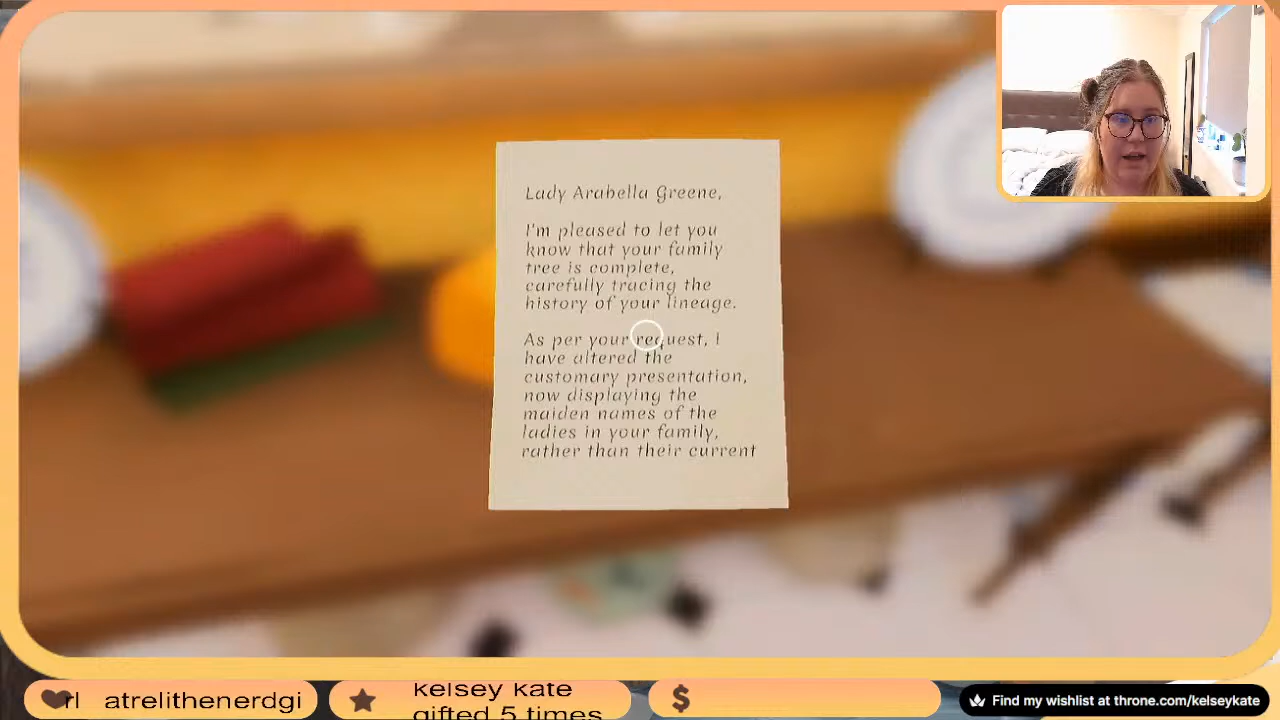 Lady Arabella Greene,
I'm pleased to let you
know that your family
tree is complete,
carefully tracing the
history of your lineage.
As per your request, I
have altered the
customary presentation,
now displaying the
maiden names of the
ladies in your family,
rather than their current
rl atrelithenerdgi
kelsey kate
gifted 5 times
$
Find my wishlist at throne.com/kelseykate